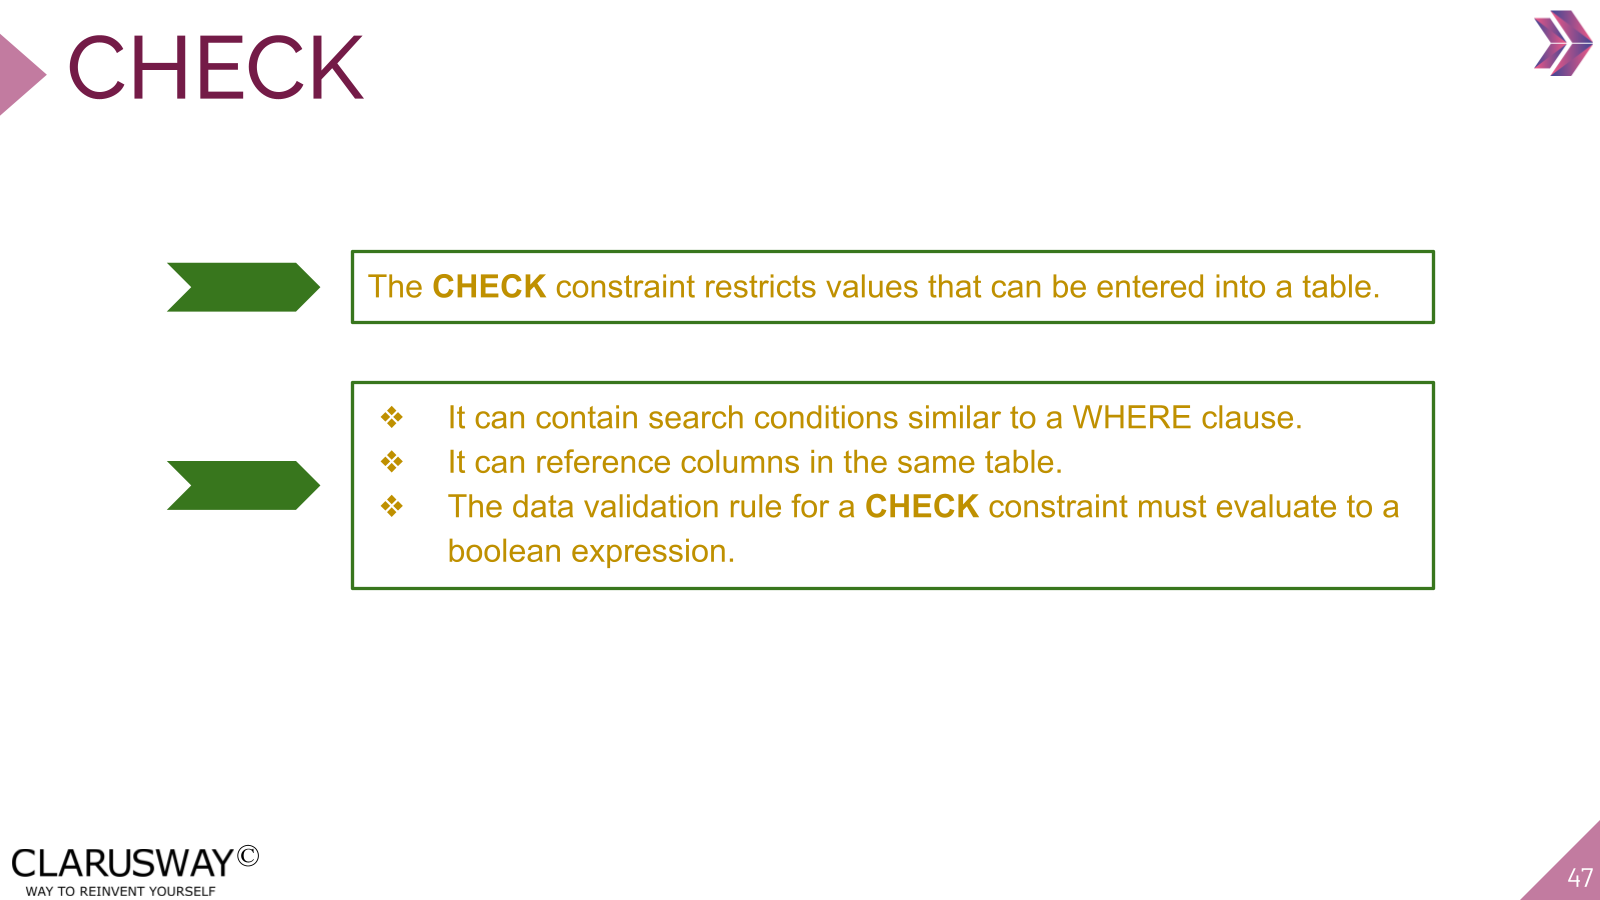 CHECK
The CHECK constraint restricts values that can be entered into a table.
❖ It can contain search conditions similar to a WHERE clause.
❖ It can reference columns in the same table.
❖ The data validation rule for a CHECK constraint must evaluate to a
boolean expression.
CLARUSWAY©
WAY TO REINVENT YOURSELF
47